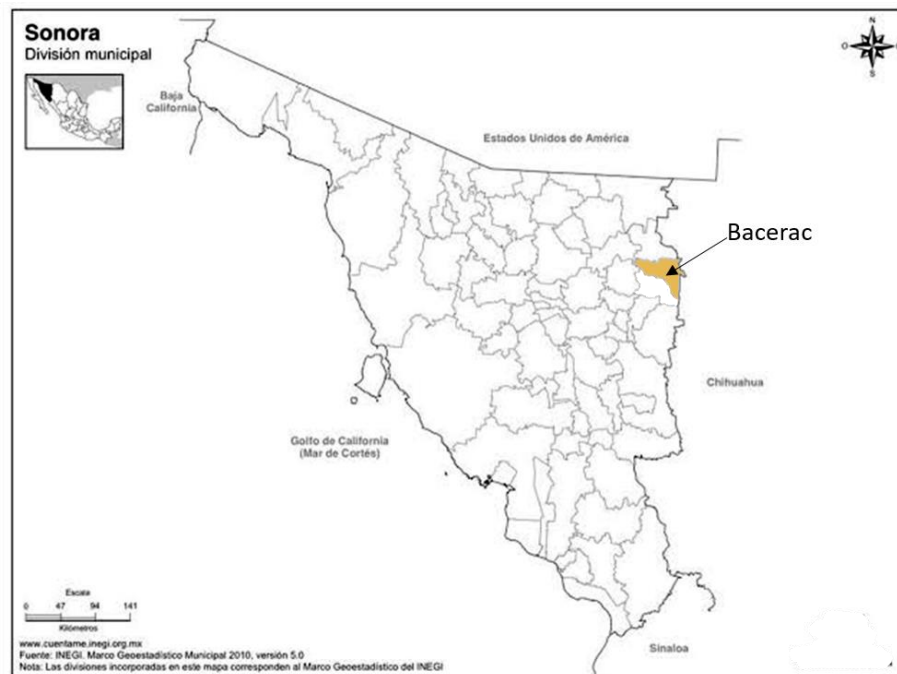 Sonora
División municipal
N
O
S
Baja
California
Estados Unidos de América
Bacerac
Chihuahua
Golfo de California
(Mar de Cortés)
Escala
0 47 94 141
Kilómetros
www.cuentame.inegi.org.mx
Fuente: INEGI. Marco Geoestadístico Municipal 2010, versión 5.0
Nota: Las divisiones incorporadas en este mapa corresponden al Marco Geoestadístico del INEGI
Sinaloa